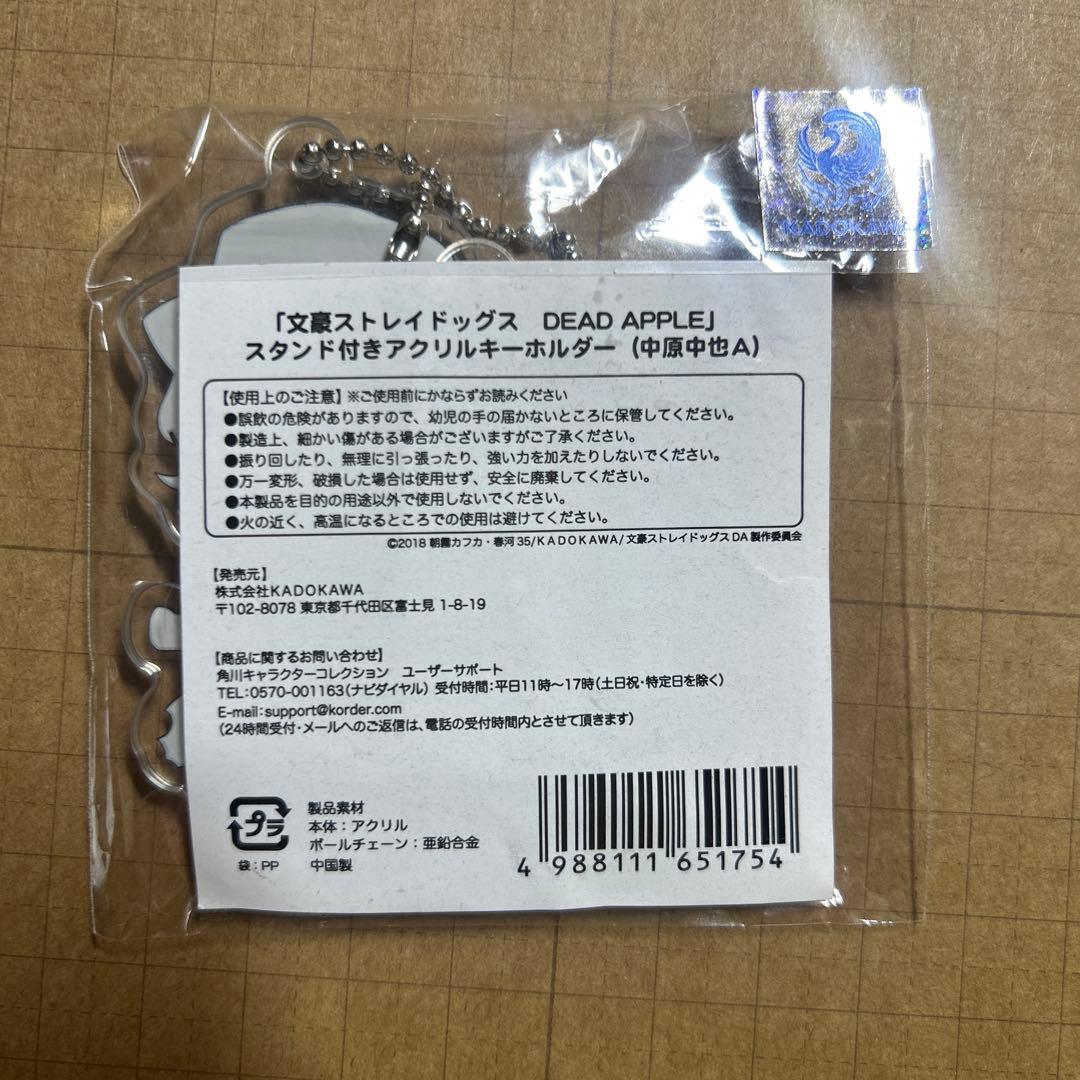 KADOKAWA
「文豪ストレイドッグス　DEAD APPLE」
スタンド付きアクリルキーホルダー（中原中也A）
【使用上のご注意】※ご使用前にかならずお読みください
●誤飲の危険がありますので、幼児の手の届かないところに保管してください。
●製造上、細かい傷がある場合がございますがご了承ください。
●振り回したり、無理に引っ張ったり、強い力を加えたりしないでください。
●万一変形、破損した場合は使用せず、安全に廃棄してください。
●本製品を目的の用途以外で使用しないでください。
●火の近く、高温になるところでの使用は避けてください。
©2018 朝霧カフカ・春河35/KADOKAWA/文豪ストレイドッグスDA製作委員会
【発売元】
株式会社KADOKAWA
〒102-8078 東京都千代田区富士見 1-8-19
【商品に関するお問い合わせ】
角川キャラクターコレクション　ユーザーサポート
TEL：0570-001163（ナビダイヤル） 受付時間：平日11時～17時（土日祝・特定日を除く）
E-mail：support@korder.com
（24時間受付・メールへのご返信は、電話の受付時間内とさせて頂きます）
プラ
袋：PP
製品素材
本体：アクリル
ボールチェーン：亜鉛合金
中国製
4 988111 651754